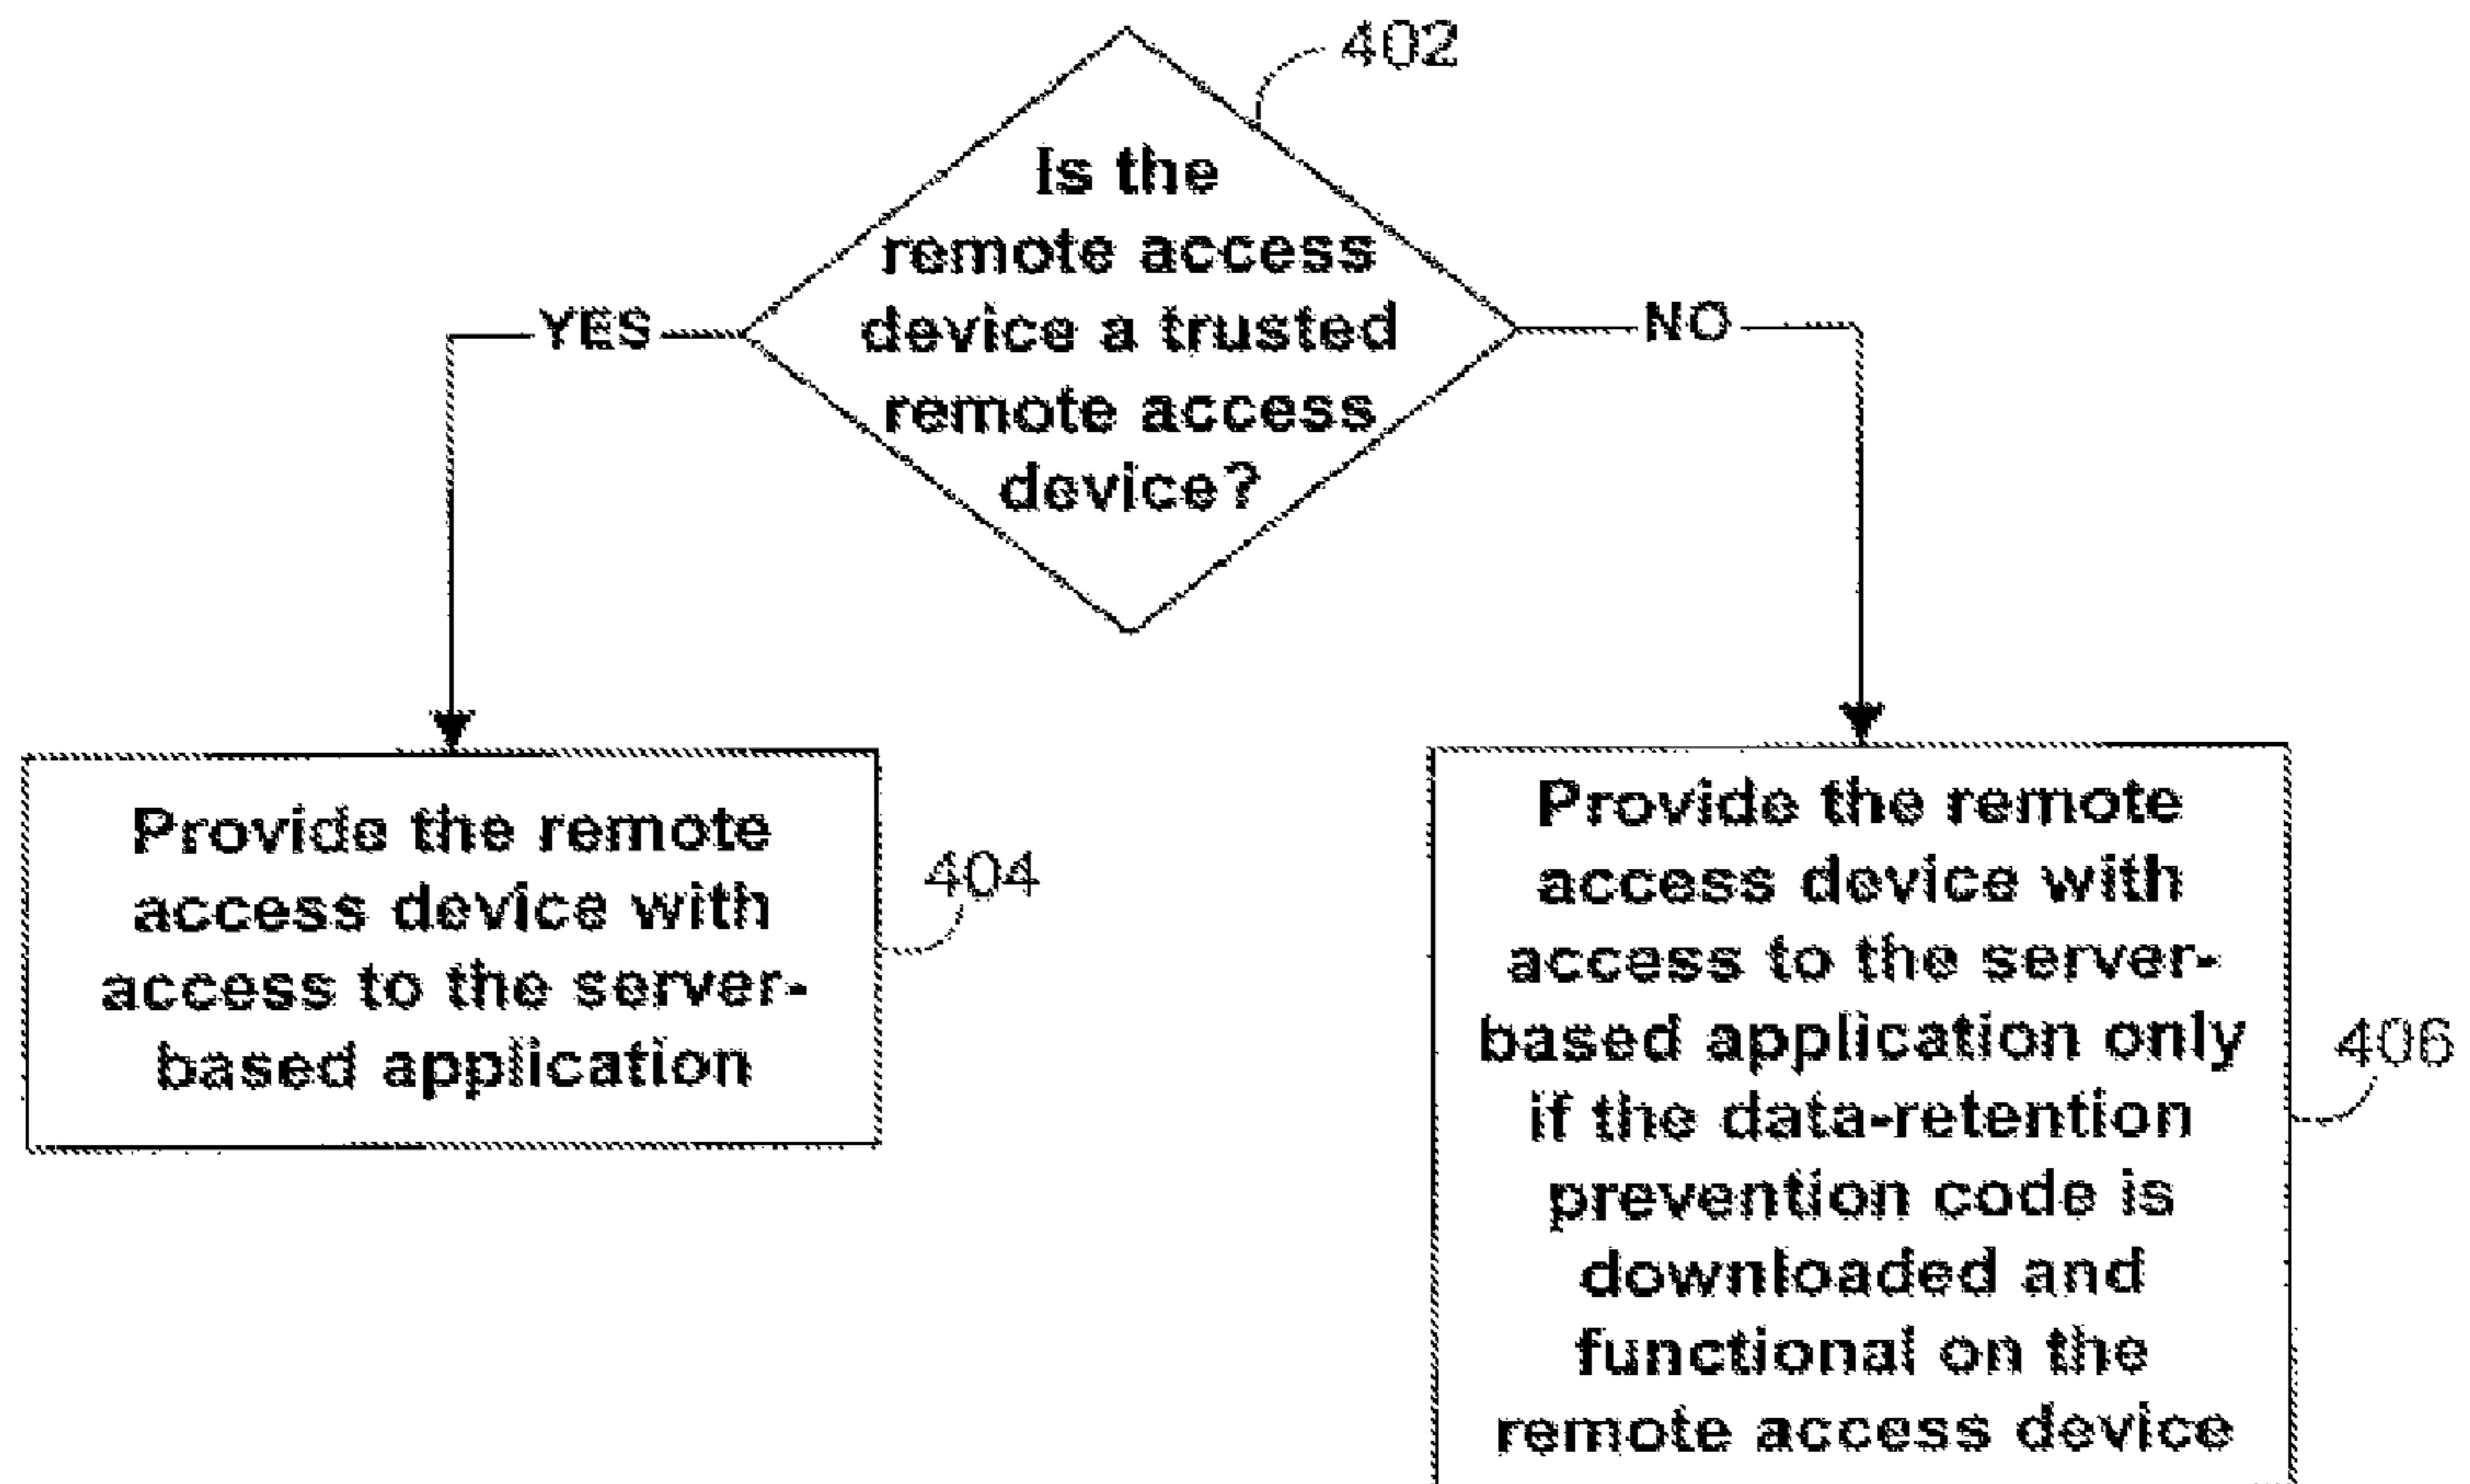 402
Is the
remote access
device a trusted
remote access
device?
YES
NO
Provide the remote
access device with
access to the server-
based application
404
Provide the remote
access device with
access to the server-
based application only
if the data-retention
prevention code is
downloaded and
functional on the
remote access device
406